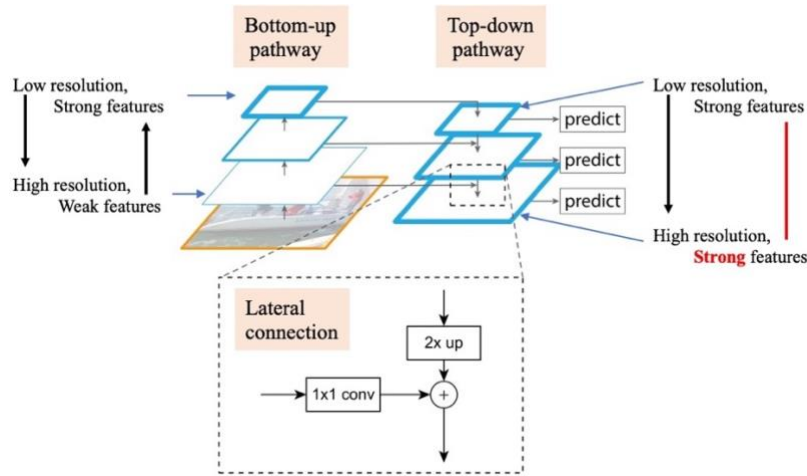 Bottom-up
pathway
Top-down
pathway
Low resolution,
Strong features
High resolution,
Weak features
predict
predict
predict
Low resolution,
Strong features
High resolution,
Strong features
Lateral
connection
2x up
1x1 conv
+